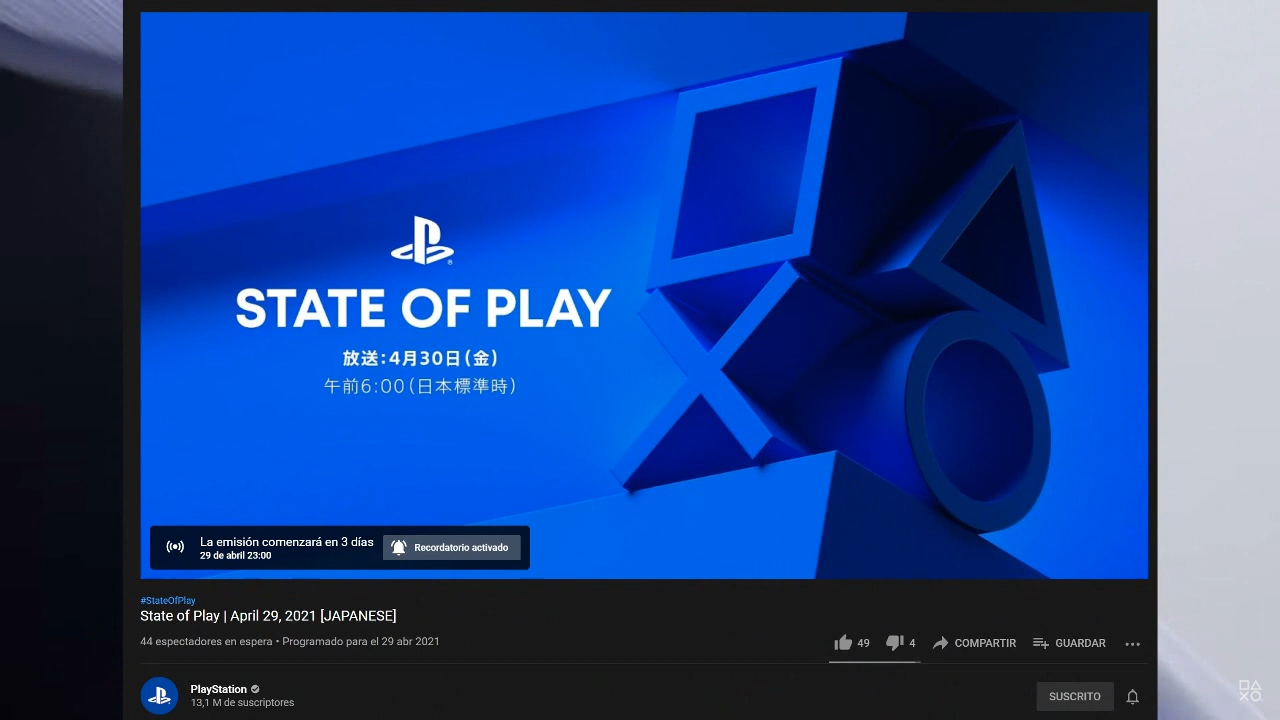 STATE OF PLAY
放送:4月30日(金)
午前6:00(日本標準時)
La emisión comenzará en 3 días
29 de abril 23:00
Recordatorio activado
#StateOfPlay
State of Play | April 29, 2021 [JAPANESE]
44 espectadores en espera • Programado para el 29 abr 2021
49
4
COMPARTIR
GUARDAR
PlayStation
13,1 M de suscriptores
SUSCRITO